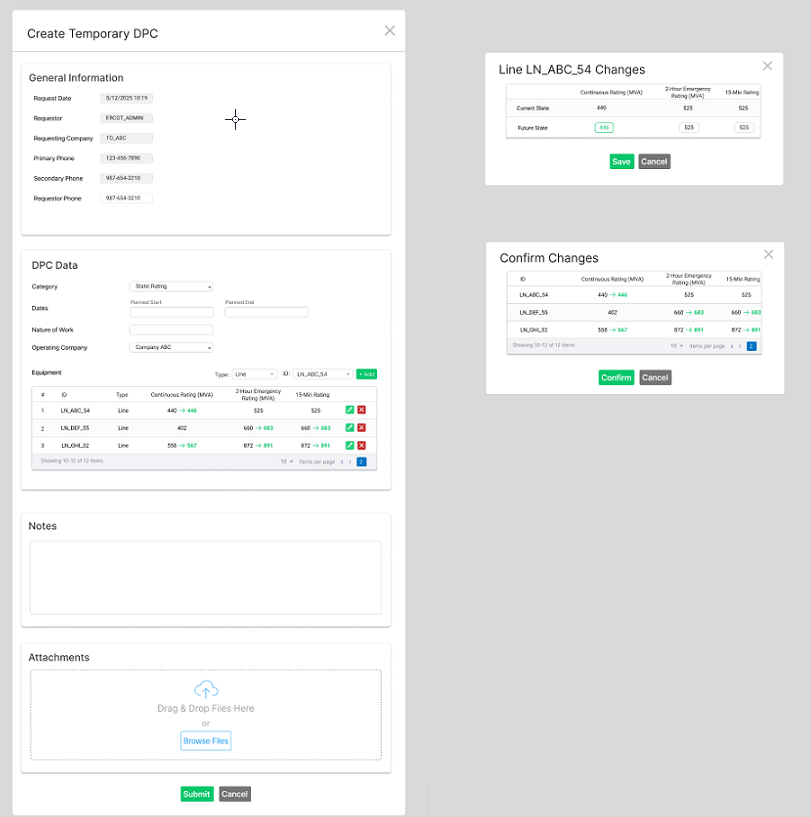 Create Temporary DPC
General Information
Request Date 5/12/2025 10:19
Requestor ERCOT_ADMIN
Requesting Company TO_ABC
Primary Phone 123-456-7890
Secondary Phone 987-654-3210
Requestor Phone 987-654-3210
DPC Data
Category Static Rating
Planned Start Planned End
Dates
Nature of Work
Operating Company Company ABC
Equipment Type: Line ID: LN_ABC_54 + Add
# ID Type Continuous Rating (MVA) 2-Hour Emergency Rating (MVA) 15-Min Rating
1 LN_ABC_54 Line 440 → 446 525 525
2 LN_DEF_55 Line 402 660 → 683 660 → 683
3 LN_GHI_32 Line 558 → 567 872 → 891 872 → 891
Showing 10-12 of 12 items 10 Items per page 1 2
Notes
Attachments
Drag & Drop Files Here
or
Browse Files
Submit Cancel
Line LN_ABC_54 Changes
Continuous Rating (MVA) 2-Hour Emergency Rating (MVA) 15-Min Rating
Current State 440 525 525
Future State 446 525 525
Save Cancel
Confirm Changes
ID Continuous Rating (MVA) 2-Hour Emergency Rating (MVA) 15-Min Rating
LN_ABC_54 440 → 446 525 525
LN_DEF_55 402 660 → 683 660 → 683
LN_GHI_32 558 → 567 872 → 891 872 → 891
Showing 10-12 of 12 items 10 Items per page 1 2
Confirm Cancel